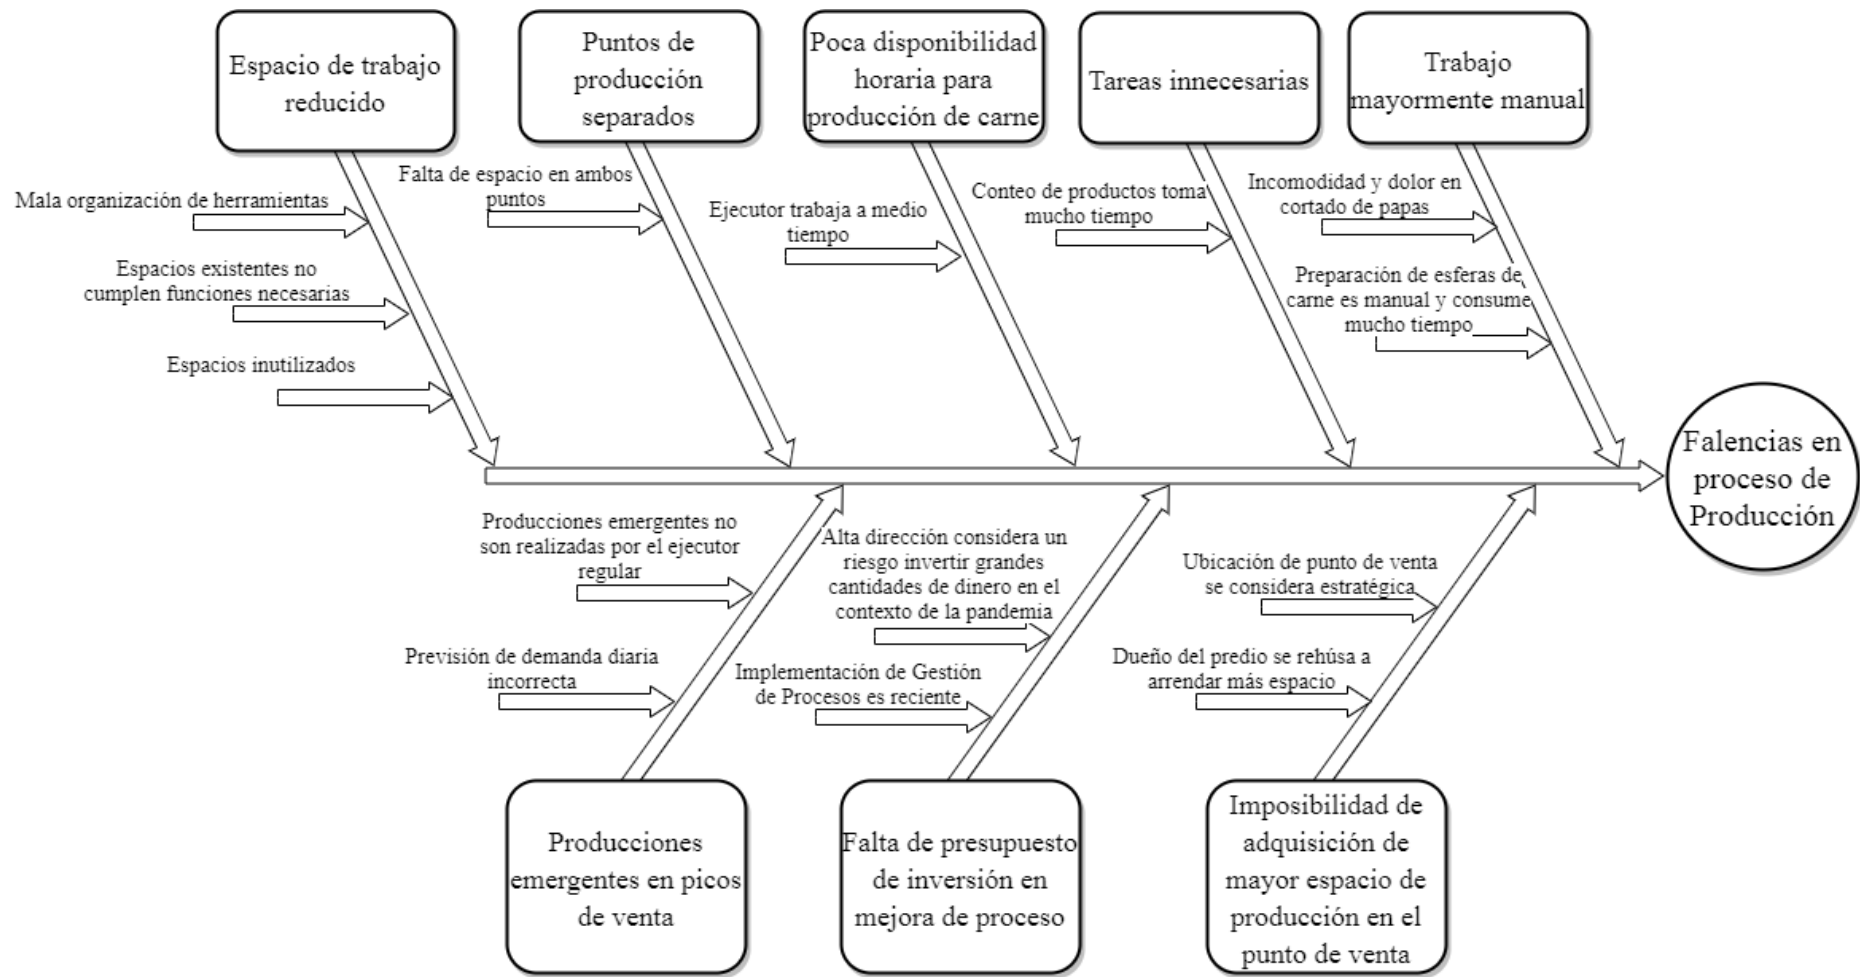 Espacio de trabajo
reducido
Puntos de
producción
separados
Poca disponibilidad
horaria para
producción de carne
Tareas innecesarias
Trabajo
mayormente manual
Mala organización de herramientas
Espacios existentes no
cumplen funciones necesarias
Espacios inutilizados
Falta de espacio en ambos
puntos
Ejecutor trabaja a medio
tiempo
Conteo de productos toma
mucho tiempo
Incomodidad y dolor en
cortado de papas
Preparación de esferas de
carne es manual y consume
mucho tiempo
Falencias en
proceso de
Producción
Producciones emergentes no
son realizadas por el ejecutor
regular
Previsión de demanda diaria
incorrecta
Alta dirección considera un
riesgo invertir grandes
cantidades de dinero en el
contexto de la pandemia
Implementación de Gestión
de Procesos es reciente
Ubicación de punto de venta
se considera estratégica
Dueño del predio se rehúsa a
arrendar más espacio
Producciones
emergentes en picos
de venta
Falta de presupuesto
de inversión en
mejora de proceso
Imposibilidad de
adquisición de
mayor espacio de
producción en el
punto de venta